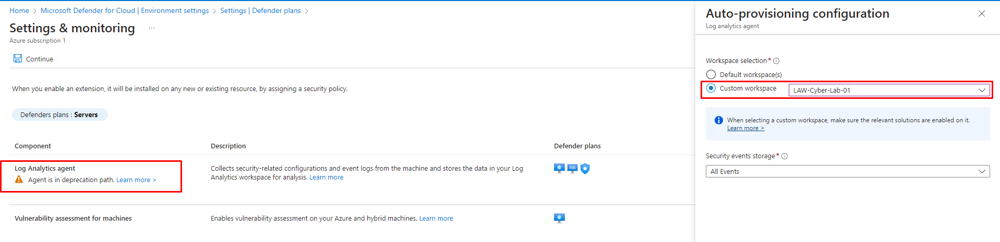 Home > Microsoft Defender for Cloud | Environment settings > Settings | Defender plans >
Settings & monitoring ...
Azure subscription 1
Continue
When you enable an extension, it will be installed on any new or existing resource, by assigning a security policy.
Defenders plans : Servers
Component Description Defender plans
Log Analytics agent
Agent is in deprecation path. Learn more >
Collects security-related configurations and event logs from the machine and stores the data in your Log
Analytics workspace for analysis. Learn more
SQL
Vulnerability assessment for machines
Enables vulnerability assessment on your Azure and hybrid machines. Learn more
Auto-provisioning configuration
Log analytics agent
Workspace selection*
Default workspace(s)
Custom workspace
LAW-Cyber-Lab-01
When selecting a custom workspace, make sure the relevant solutions are enabled on it.
Learn more >
Security events storage*
All Events